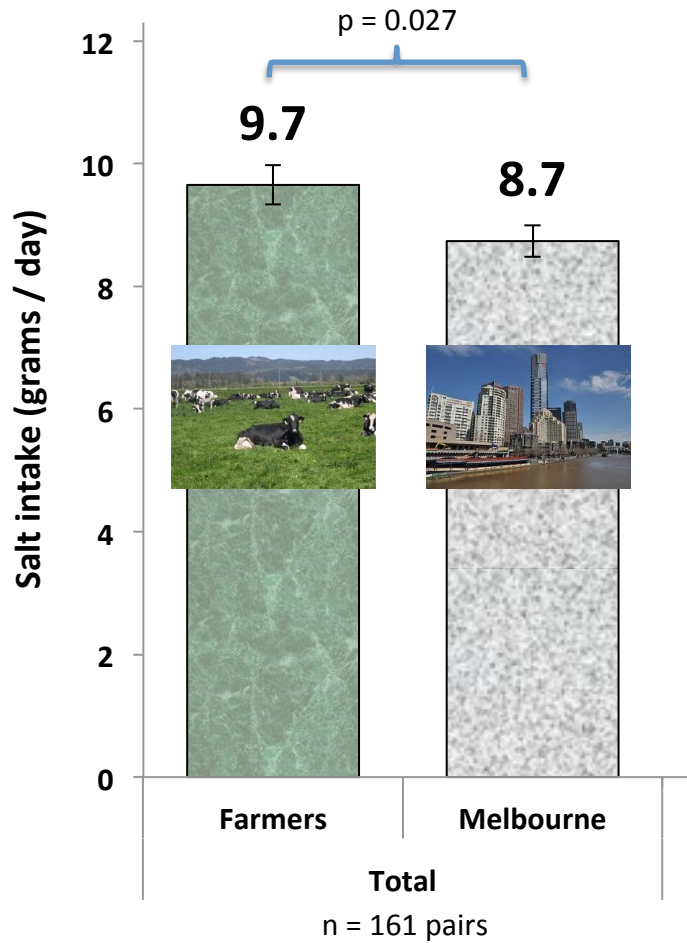 p = 0.027
12
9.7
10
8.7
8
6
4
2
0
Salt intake (grams / day)
Farmers
Melbourne
Total
n = 161 pairs